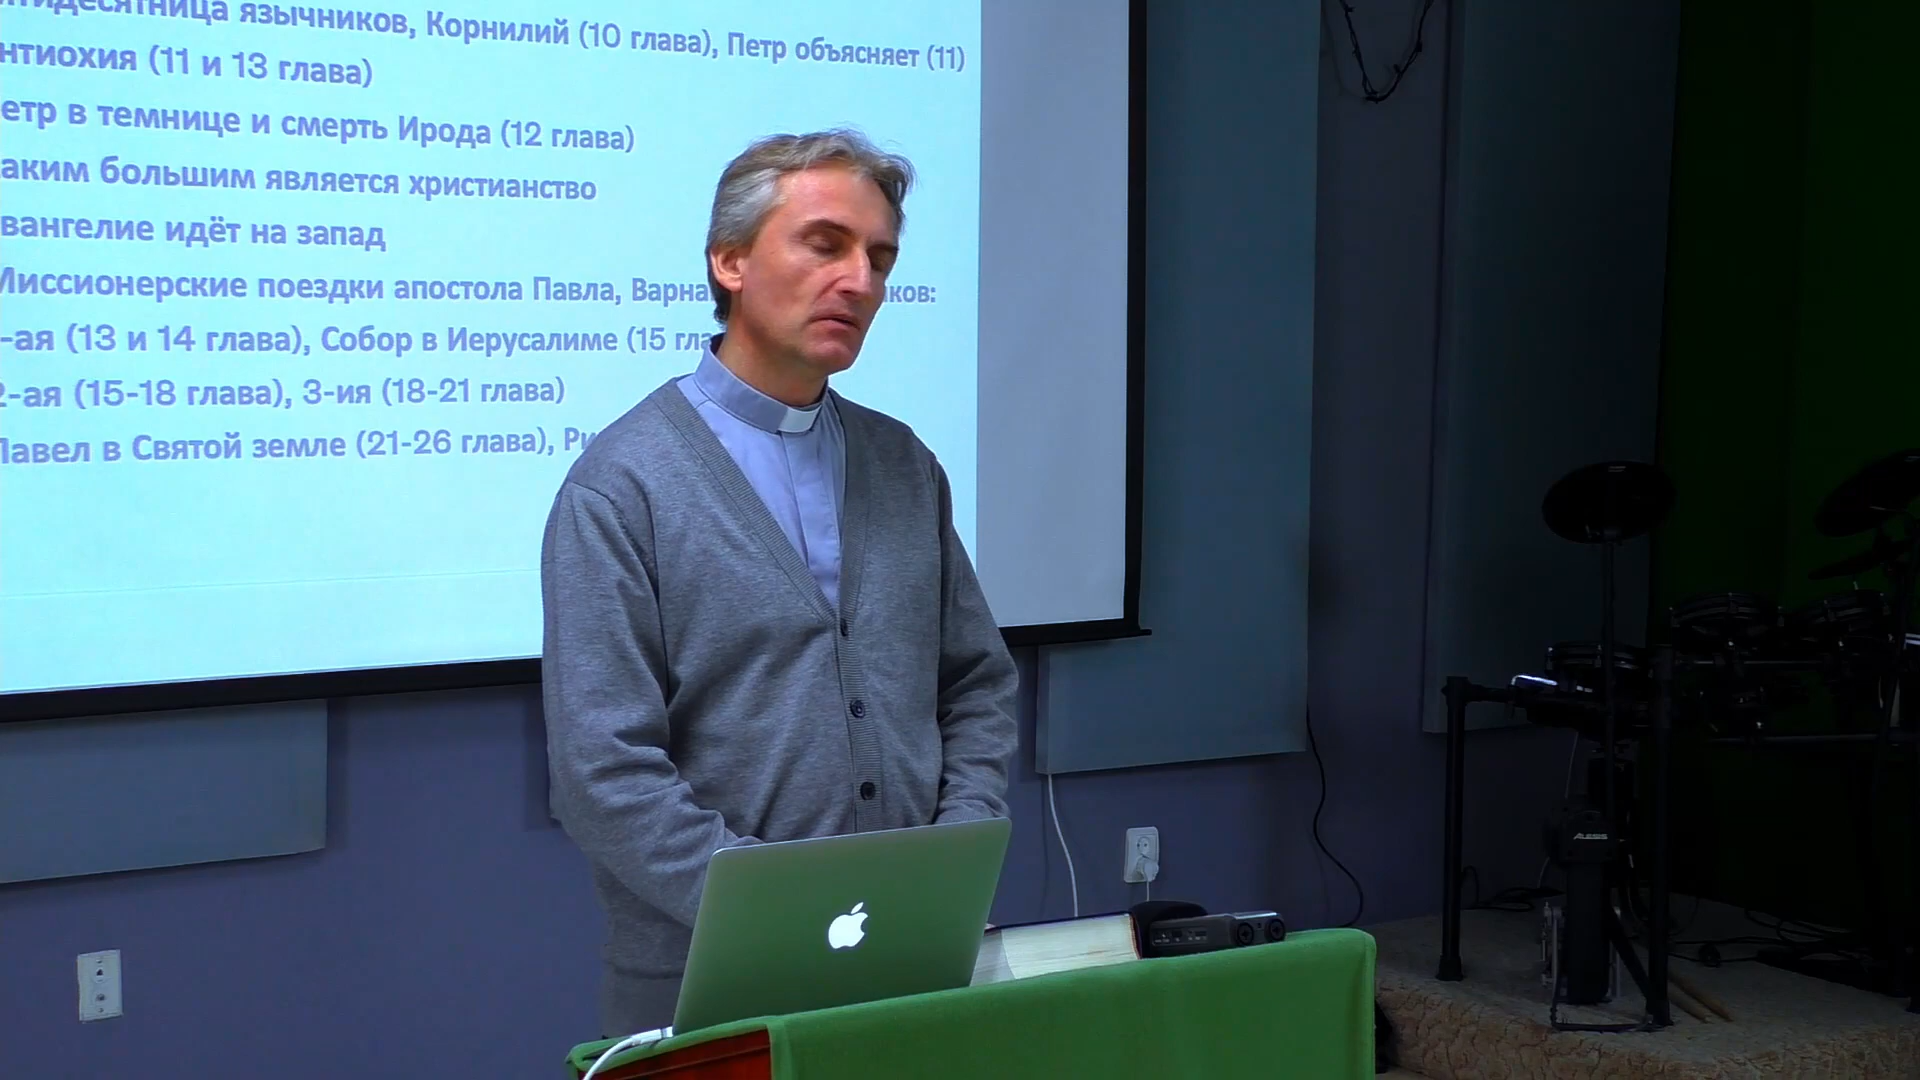 язычников, Корнилий (10 глава), Петр объясняет (11)
нтиохия (11 и 13 глава)
етр в темнице и смерть Ирода (12 глава)
аким большим является христианство
вангелие идёт на запад
Миссионерские поездки апостола Павла, Варна ков:
-ая (13 и 14 глава), Собор в Иерусалиме (15 гла
2-ая (15-18 глава), 3-ия (18-21 глава)
Павел в Святой земле (21-26 глава), Ри
ALESIS